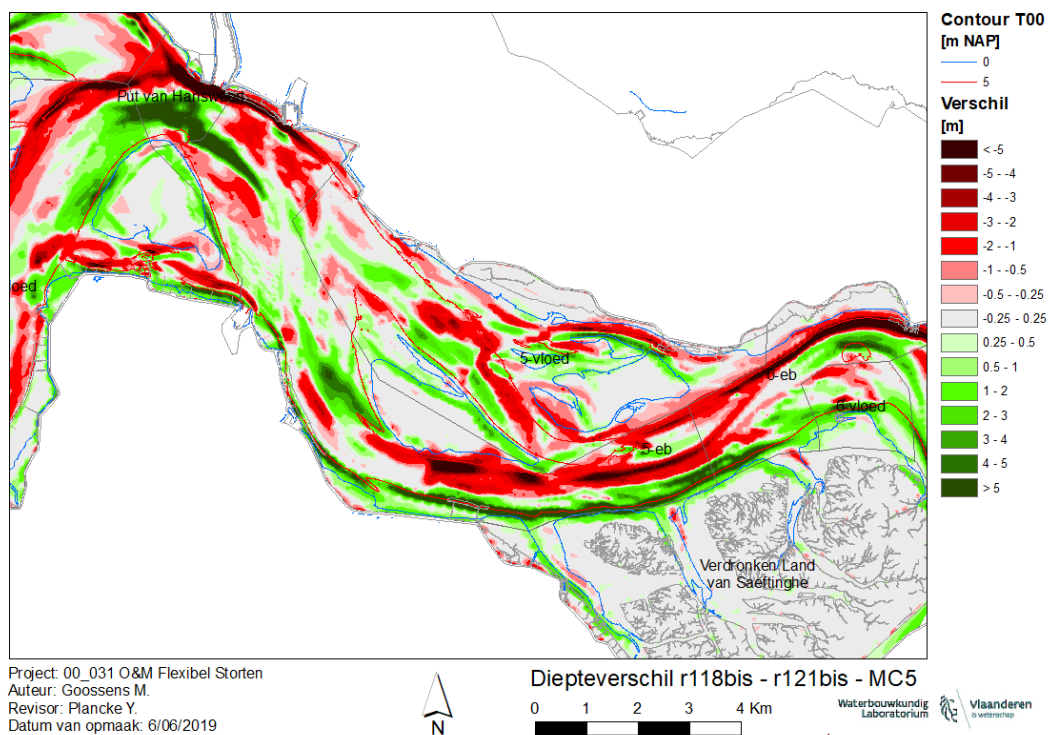 Put van Hansweert
oed
5-vloed
6-eb
6-vloed
5-eb
Verdronken Land
van Saeftinghe
Contour T00
[m NAP]
0
5
Verschil
[m]
< -5
-5 - -4
-4 - -3
-3 - -2
-2 - -1
-1 - -0.5
-0.5 - -0.25
-0.25 - 0.25
0.25 - 0.5
0.5 - 1
1 - 2
2 - 3
3 - 4
4 - 5
> 5
Project: 00_031 O&M Flexibel Storten
Auteur: Goossens M.
Revisor: Plancke Y.
Datum van opmaak: 6/06/2019
N
Diepteverschil r118bis - r121bis - MC5
0 1 2 3 4 Km
Waterbouwkundig
Laboratorium
Vlaanderen
is wetenschap